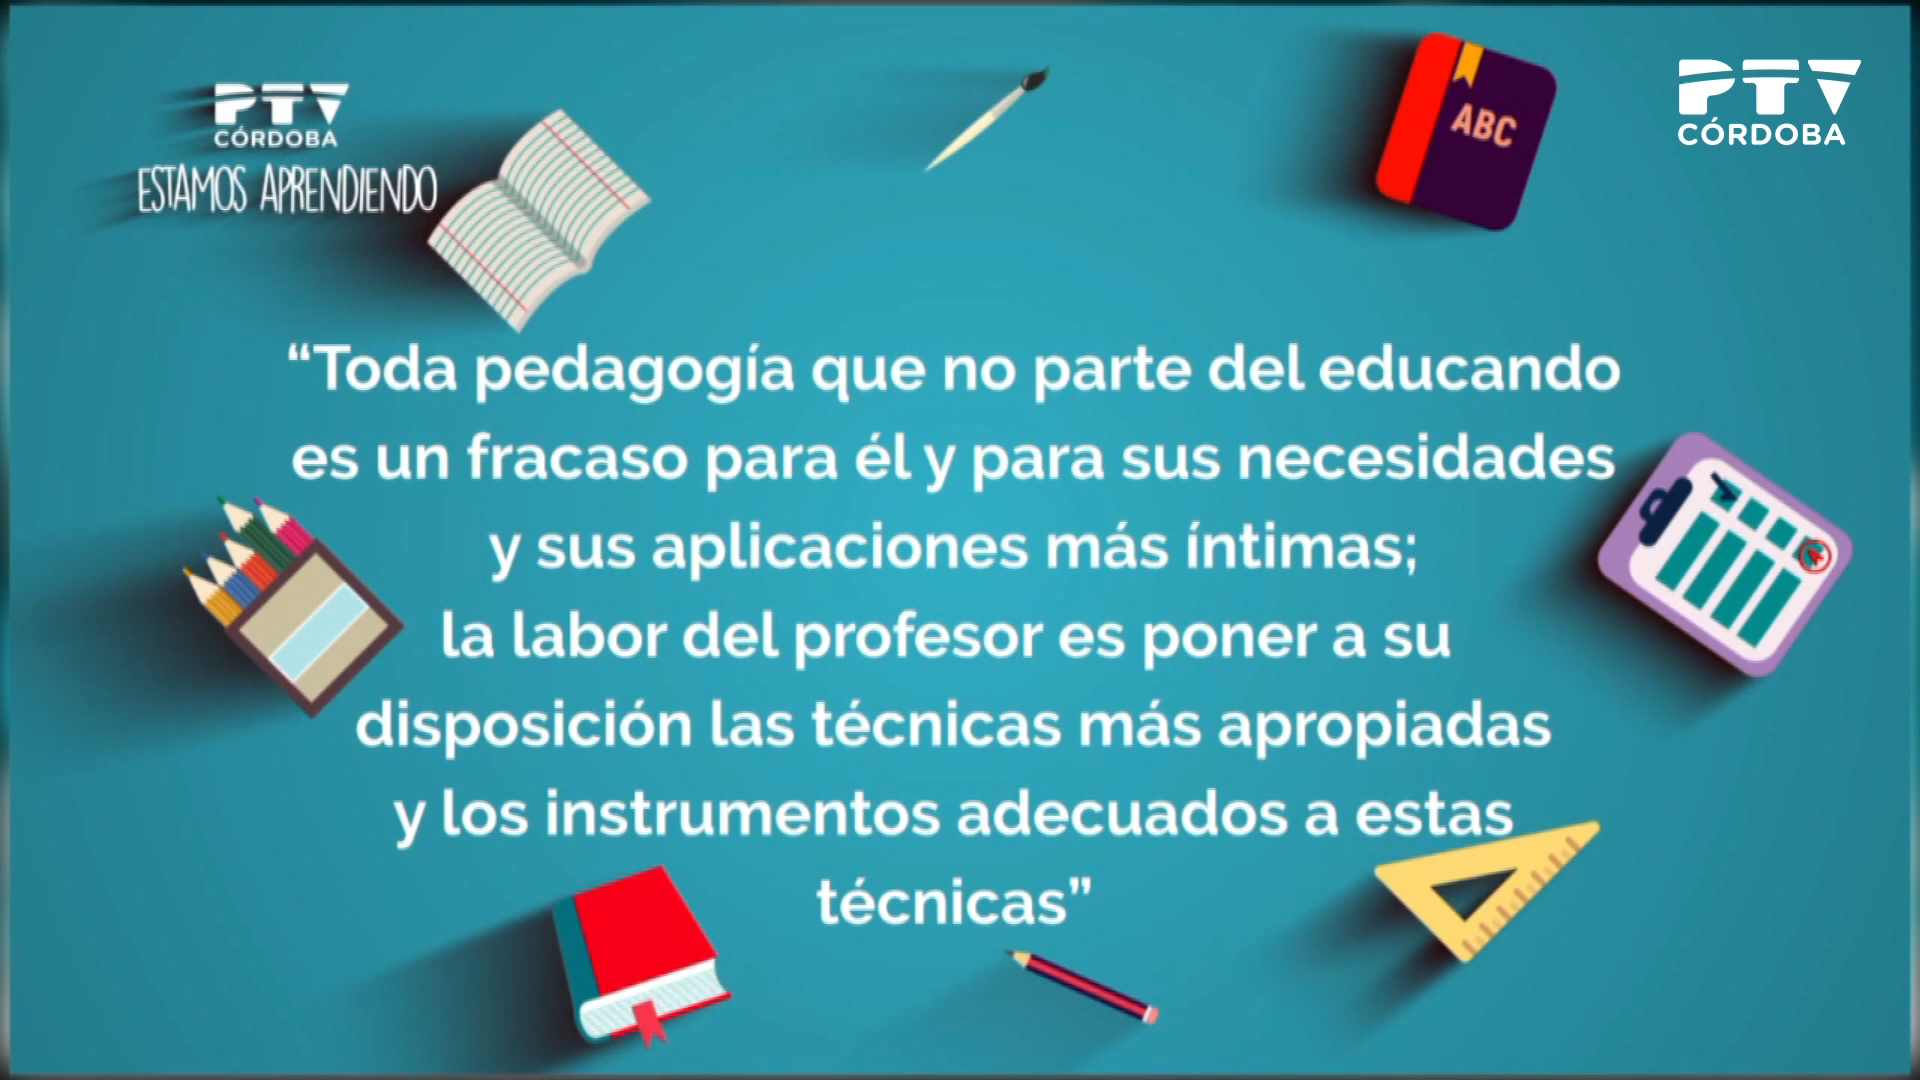 PTV
CÓRDOBA
ESTAMOS APRENDIENDO
ABC
PTV
CÓRDOBA
“Toda pedagogía que no parte del educando
es un fracaso para él y para sus necesidades
y sus aplicaciones más íntimas;
la labor del profesor es poner a su
disposición las técnicas más apropiadas
y los instrumentos adecuados a estas
técnicas”